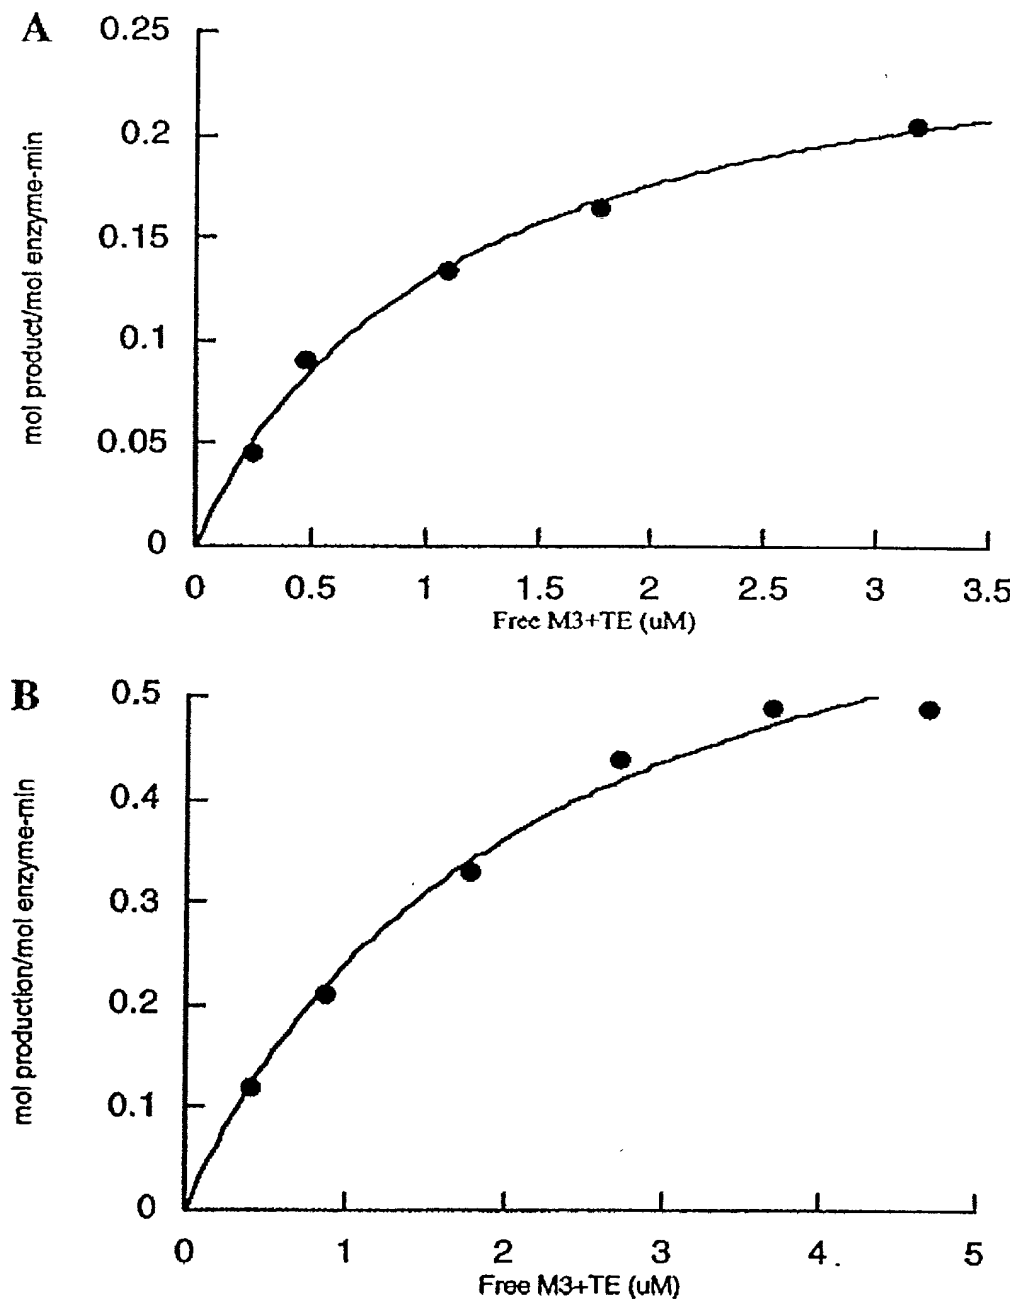 A
0.25
0.2
0.15
0.1
0.05
0
mol product/mol enzyme-min
0 0.5 1 1.5 2 2.5 3 3.5
Free M3+TE (uM)
B
0.5
0.4
0.3
0.2
0.1
0
mol production/mol enzyme-min
0 1 2 3 4 5
Free M3+TE (uM)